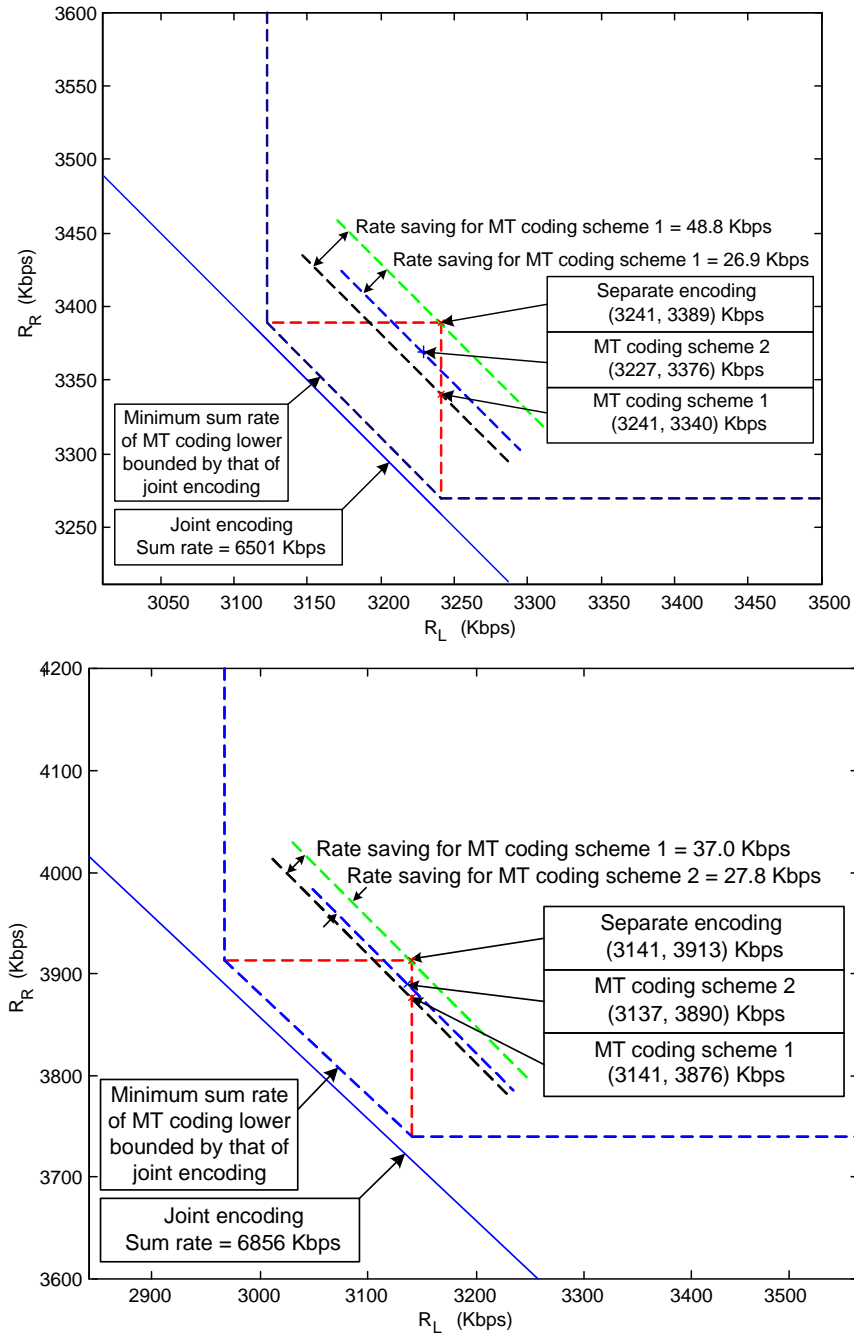 3600
3550
3500
3450
3400
3350
3300
3250
R_R (Kbps)
Rate saving for MT coding scheme 1 = 48.8 Kbps
Rate saving for MT coding scheme 1 = 26.9 Kbps
Separate encoding
(3241, 3389) Kbps
MT coding scheme 2
(3227, 3376) Kbps
MT coding scheme 1
(3241, 3340) Kbps
Minimum sum rate
of MT coding lower
bounded by that of
joint encoding
Joint encoding
Sum rate = 6501 Kbps
3050 3100 3150 3200 3250 3300 3350 3400 3450 3500
R_L (Kbps)
4200
4100
4000
3900
3800
3700
3600
R_R (Kbps)
Rate saving for MT coding scheme 1 = 37.0 Kbps
Rate saving for MT coding scheme 2 = 27.8 Kbps
Separate encoding
(3141, 3913) Kbps
MT coding scheme 2
(3137, 3890) Kbps
MT coding scheme 1
(3141, 3876) Kbps
Minimum sum rate
of MT coding lower
bounded by that of
joint encoding
Joint encoding
Sum rate = 6856 Kbps
2900 3000 3100 3200 3300 3400 3500
R_L (Kbps)